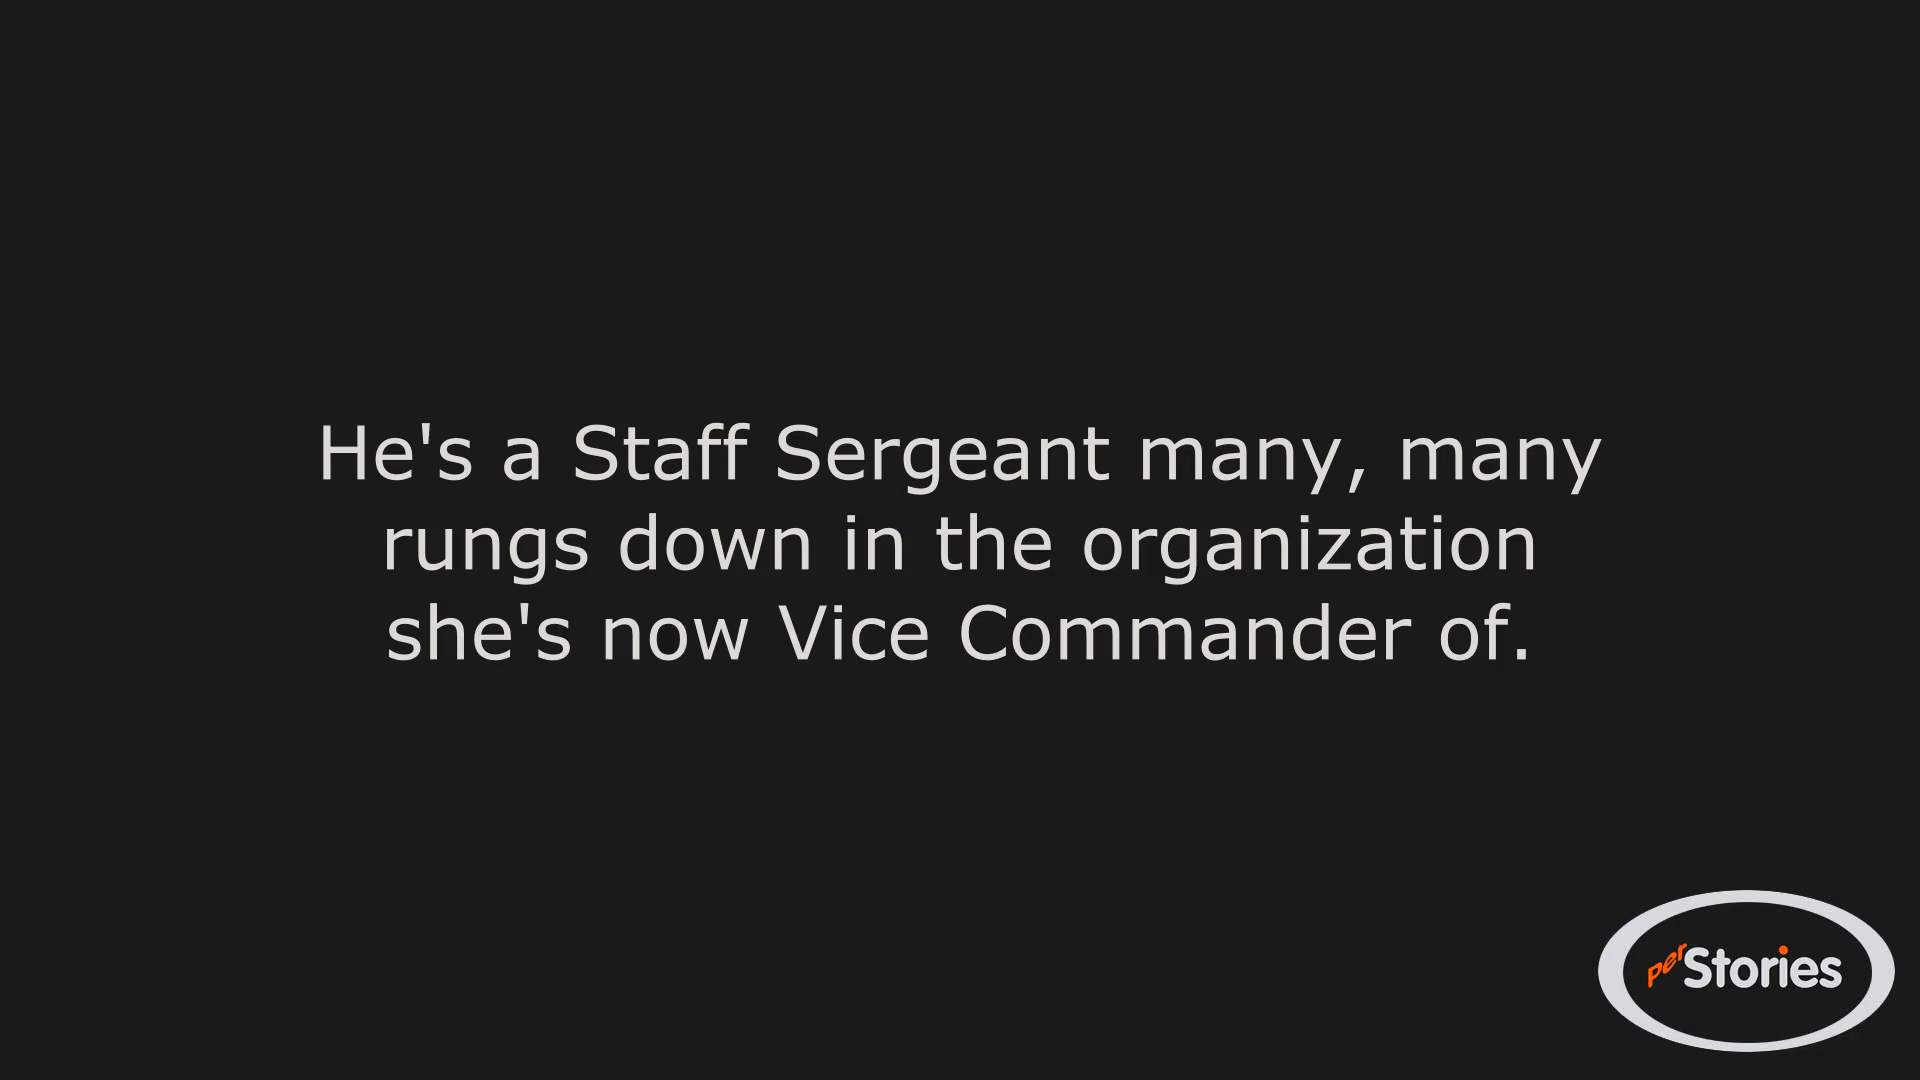 He's a Staff Sergeant many, many
rungs down in the organization
she's now Vice Commander of.
perStories